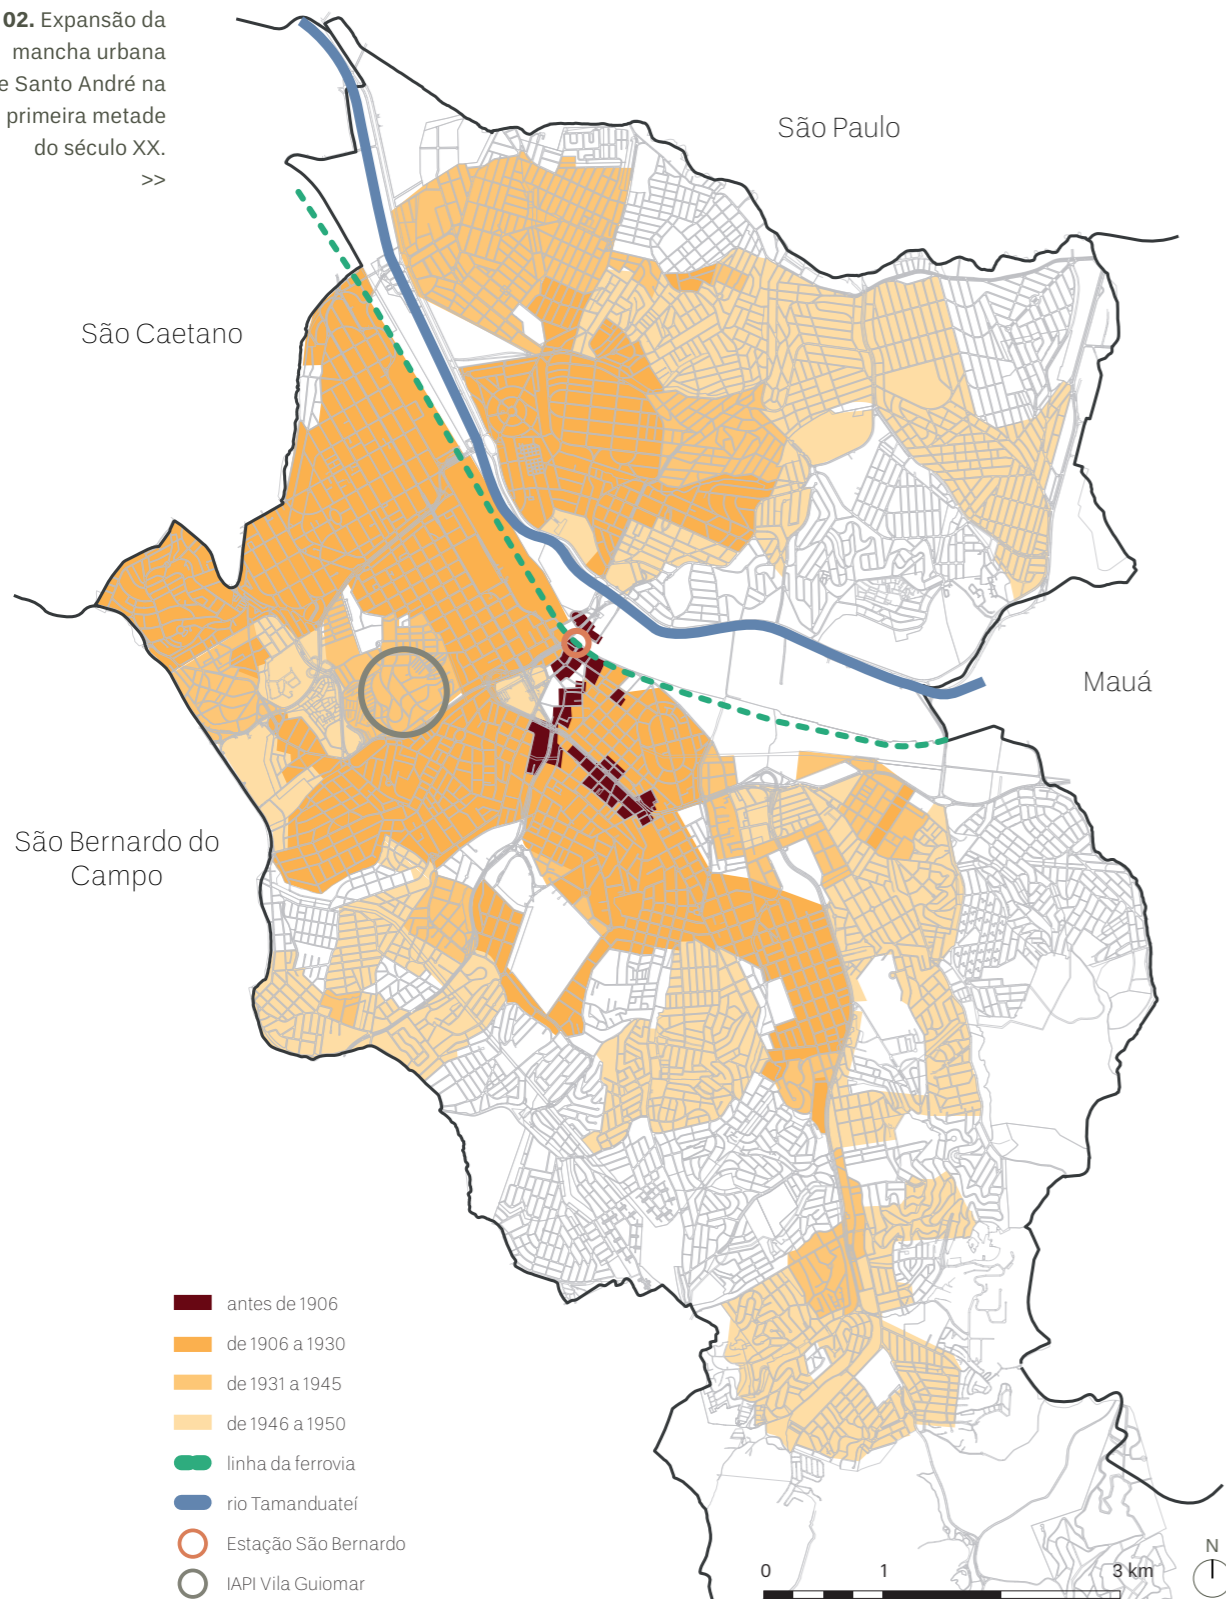 02. Expansão da
mancha urbana
e Santo André na
primeira metade
do século XX.
>>
São Paulo
São Caetano
Mauá
São Bernardo do
Campo
antes de 1906
de 1906 a 1930
de 1931 a 1945
de 1946 a 1950
linha da ferrovia
rio Tamanduateí
Estação São Bernardo
IAPI Vila Guiomar
0 1 3 km
N